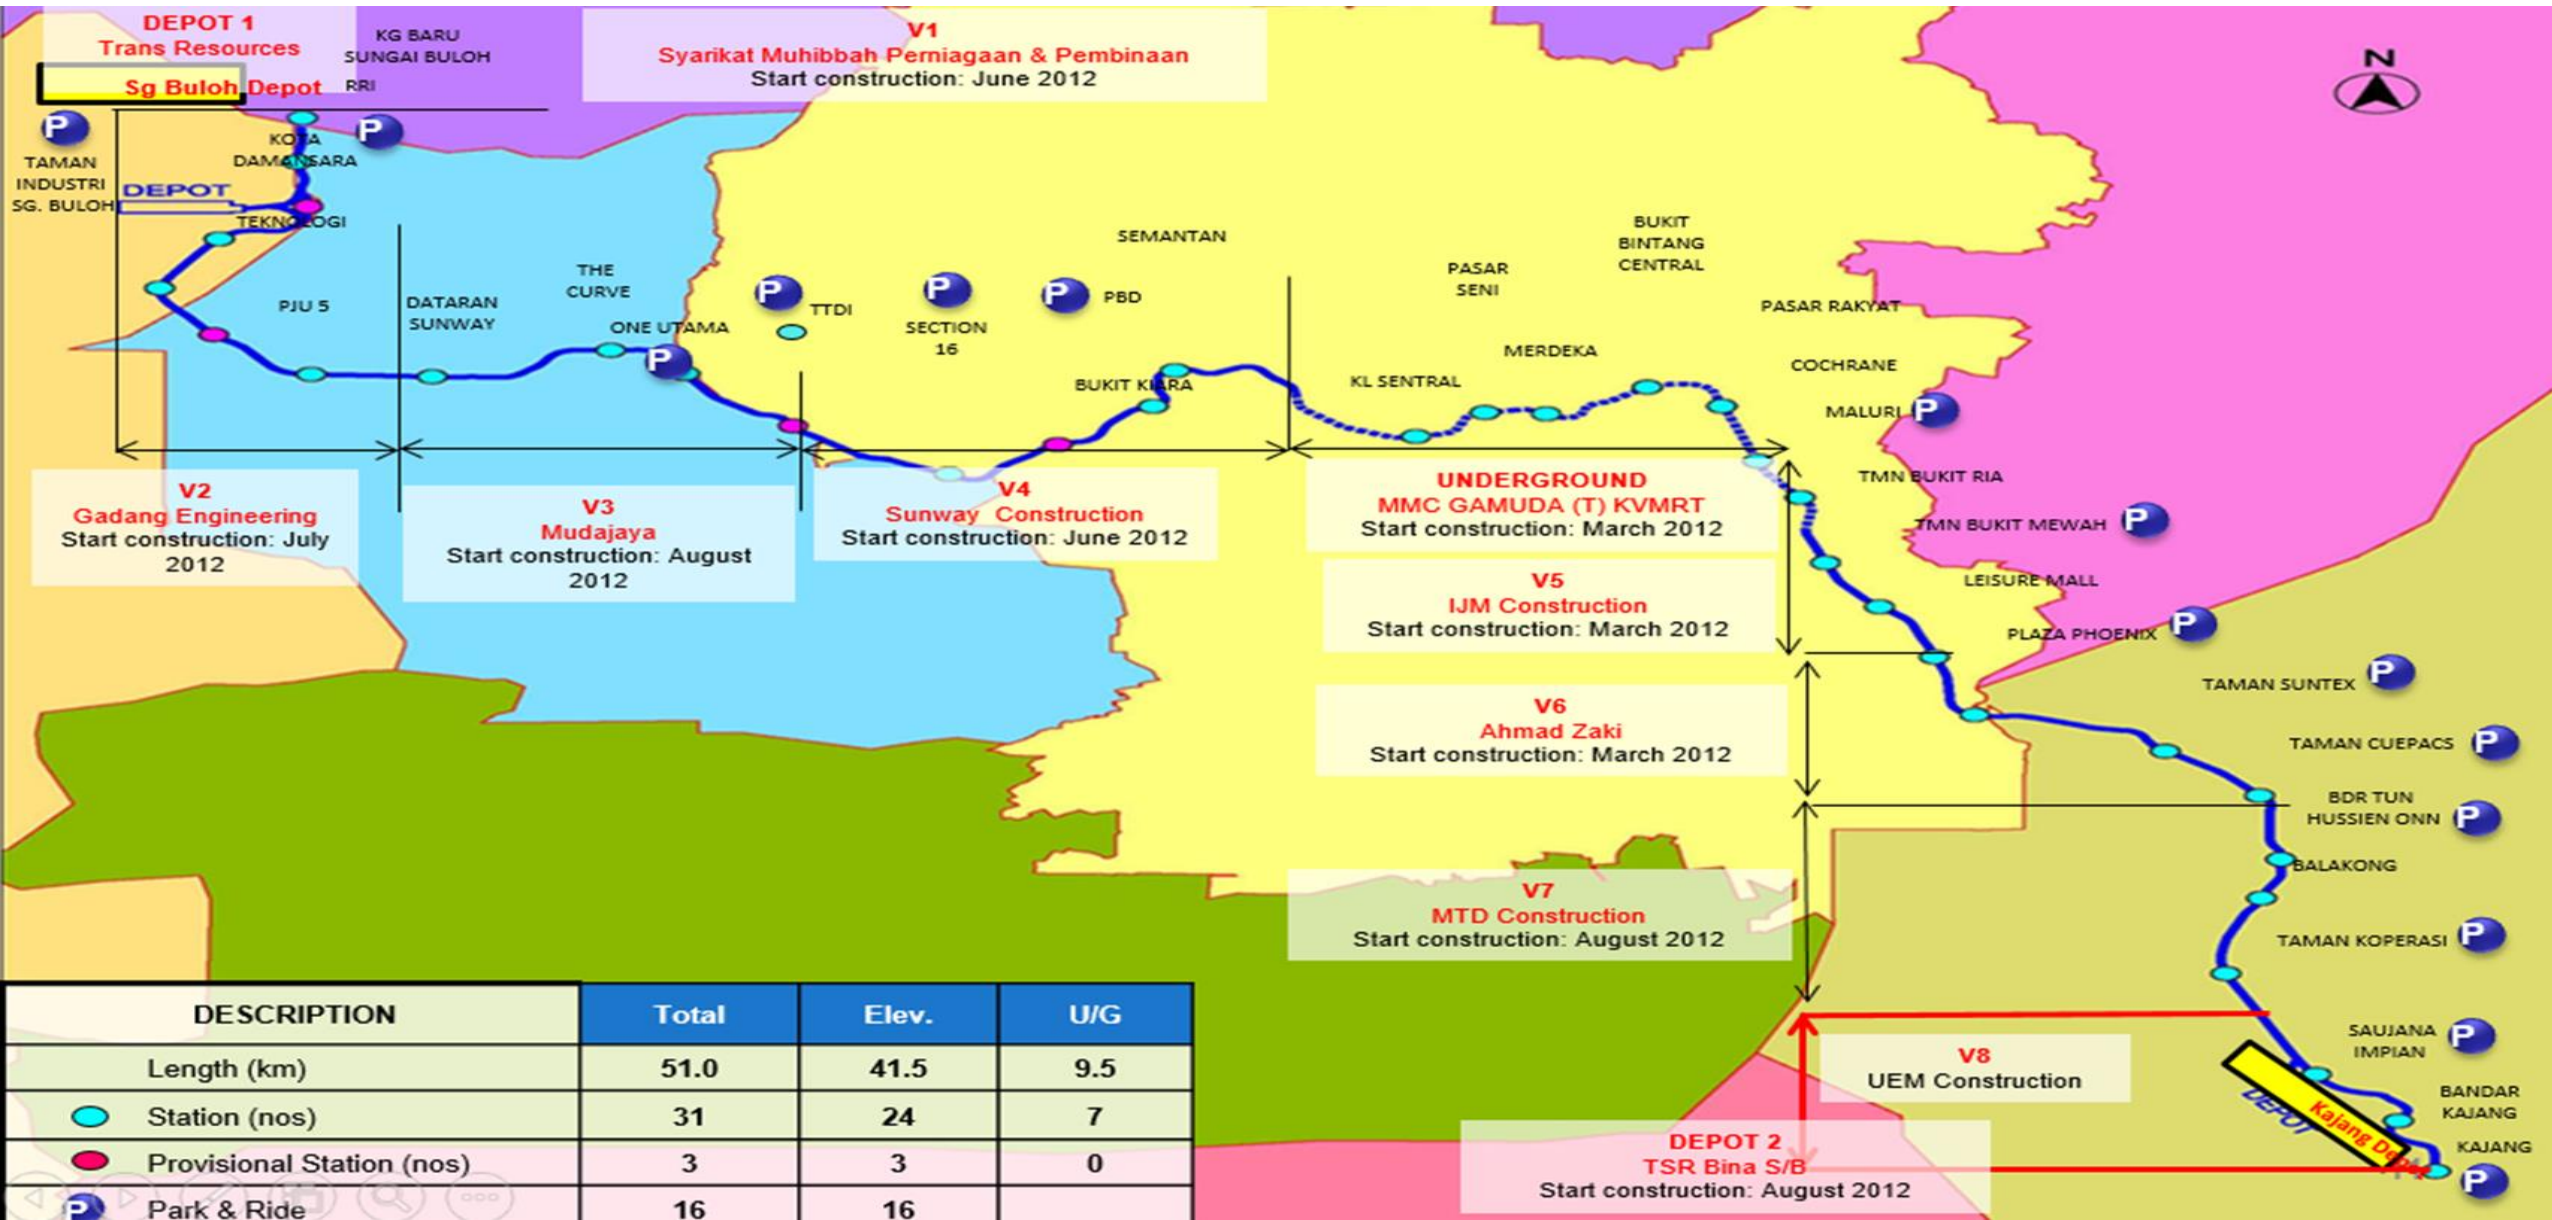 DEPOT 1
Trans Resources
Sg Buloh Depot
KG BARU
SUNGAI BULOH
RRI
V1
Syarikat Muhibbah Perniagaan & Pembinaan
Start construction: June 2012
N
P
TAMAN
INDUSTRI
SG. BULOH
P
KOTA
DAMANSARA
DEPOT
TEKNOLOGI
PJU 5
DATARAN
SUNWAY
THE
CURVE
ONE UTAMA
P
P
TTDI
P
SECTION
16
P
PBD
SEMANTAN
BUKIT KIARA
KL SENTRAL
PASAR
SENI
MERDEKA
BUKIT
BINTANG
CENTRAL
PASAR RAKYAT
COCHRANE
MALURI
P
TMN BUKIT RIA
TMN BUKIT MEWAH
P
LEISURE MALL
PLAZA PHOENIX
P
TAMAN SUNTEX
P
TAMAN CUEPACS
P
BDR TUN
HUSSIEN ONN
P
BALAKONG
TAMAN KOPERASI
P
SAUJANA
IMPIAN
P
BANDAR
KAJANG
KAJANG
P
DEPOT
Kajang Depot
V2
Gadang Engineering
Start construction: July
2012
V3
Mudajaya
Start construction: August
2012
V4
Sunway Construction
Start construction: June 2012
UNDERGROUND
MMC GAMUDA (T) KVMRT
Start construction: March 2012
V5
IJM Construction
Start construction: March 2012
V6
Ahmad Zaki
Start construction: March 2012
V7
MTD Construction
Start construction: August 2012
V8
UEM Construction
DEPOT 2
TSR Bina S/B
Start construction: August 2012
DESCRIPTION Total Elev. U/G
Length (km) 51.0 41.5 9.5
Station (nos) 31 24 7
Provisional Station (nos) 3 3 0
P Park & Ride 16 16